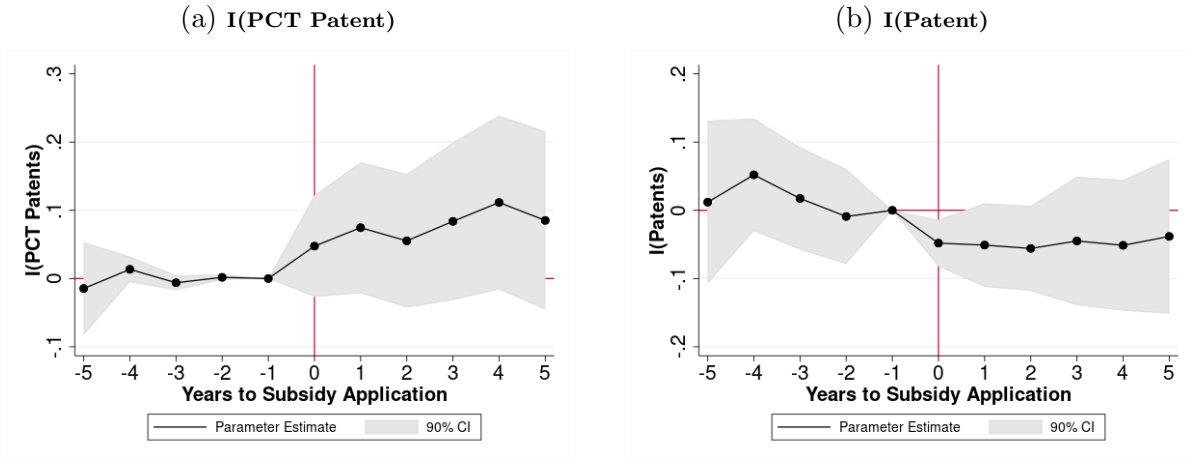 (a) I(PCT Patent)
I(PCT Patents)
.3
.2
.1
0
-.1
-5 -4 -3 -2 -1 0 1 2 3 4 5
Years to Subsidy Application
Parameter Estimate 90% CI
(b) I(Patent)
I(Patents)
.2
.1
0
-.1
-.2
-5 -4 -3 -2 -1 0 1 2 3 4 5
Years to Subsidy Application
Parameter Estimate 90% CI